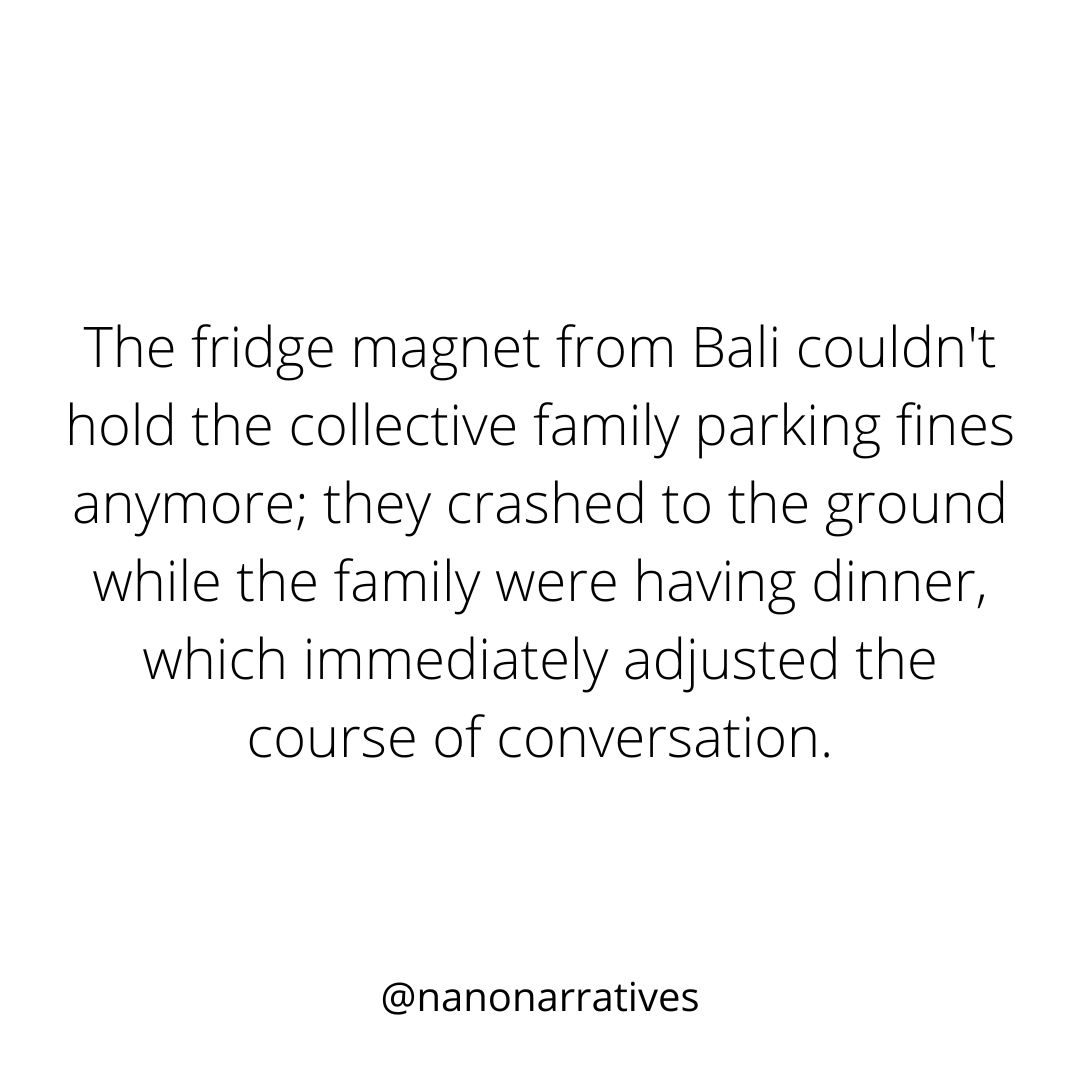 The fridge magnet from Bali couldn't
hold the collective family parking fines
anymore; they crashed to the ground
while the family were having dinner,
which immediately adjusted the
course of conversation.
@nanonarratives